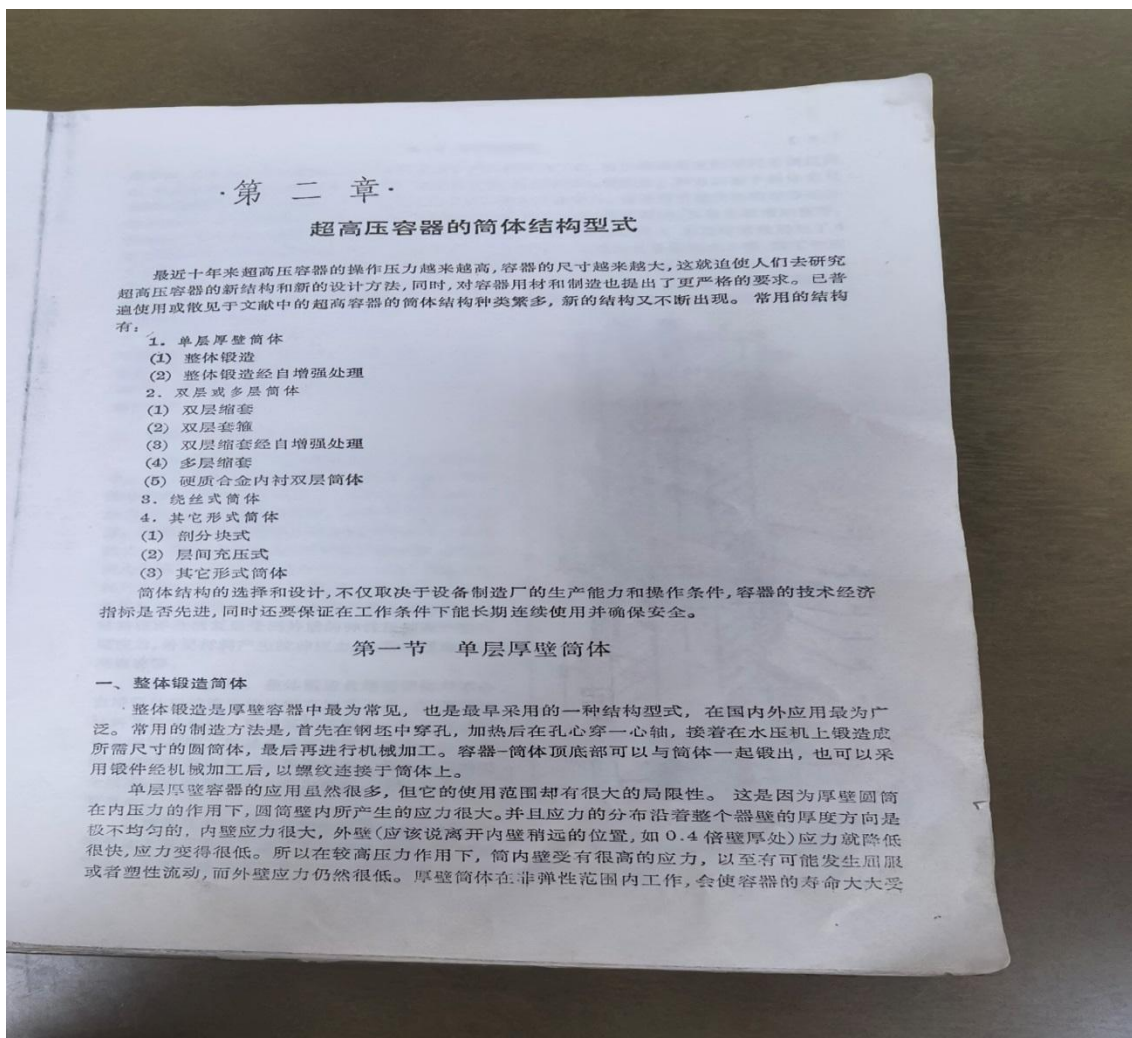 ·第 二 章·
超高压容器的筒体结构型式
最近十年来超高压容器的操作压力越来越高,容器的尺寸越来越大,这就迫使人们去研究
超高压容器的新结构和新的设计方法,同时,对容器用材和制造也提出了更严格的要求。已普
遍使用或散见于文献中的超高容器的筒体结构种类繁多,新的结构又不断出现。常用的结构
有:
1. 单层厚壁筒体
(1) 整体锻造
(2) 整体锻造经自增强处理
2. 双层或多层筒体
(1) 双层缩套
(2) 双层套箍
(3) 双层缩套经自增强处理
(4) 多层缩套
(5) 硬质合金内衬双层筒体
3. 绕丝式筒体
4. 其它形式筒体
(1) 剖分块式
(2) 层间充压式
(3) 其它形式筒体
筒体结构的选择和设计,不仅取决于设备制造厂的生产能力和操作条件,容器的技术经济
指标是否先进,同时还要保证在工作条件下能长期连续使用并确保安全。
第一节 单层厚壁筒体
一、整体锻造筒体
整体锻造是厚壁容器中最为常见,也是最早采用的一种结构型式,在国内外应用最为广
泛。常用的制造方法是,首先在钢坯中穿孔,加热后在孔心穿一心轴,接着在水压机上锻造成
所需尺寸的圆筒体,最后再进行机械加工。容器-筒体顶底部可以与筒体一起锻出,也可以采
用锻件经机械加工后,以螺纹连接于筒体上。
单层厚壁容器的应用虽然很多,但它的使用范围却有很大的局限性。这是因为厚壁圆筒
在内压力的作用下,圆筒壁内所产生的应力很大。并且应力的分布沿着整个器壁的厚度方向是
极不均匀的,内壁应力很大,外壁(应该说离开内壁稍远的位置,如0.4倍壁厚处)应力就降低
很快,应力变得很低。所以在较高压力作用下,筒内壁受有很高的应力,以至有可能发生屈服
或者塑性流动,而外壁应力仍然很低。厚壁筒体在非弹性范围内工作,会使容器的寿命大大受